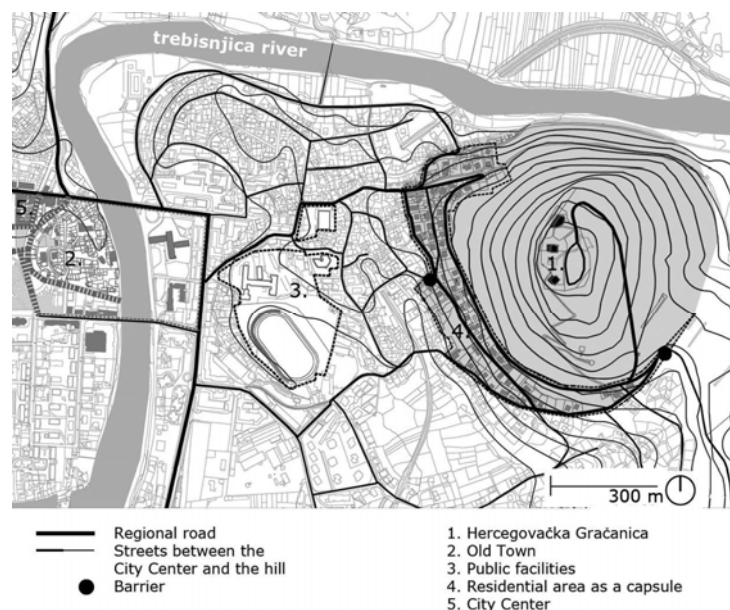 trebisnjica river
5.
2.
1.
3.
4.
300 m
Regional road
Streets between the
City Center and the hill
Barrier
1. Hercegovačka Gračanica
2. Old Town
3. Public facilities
4. Residential area as a capsule
5. City Center